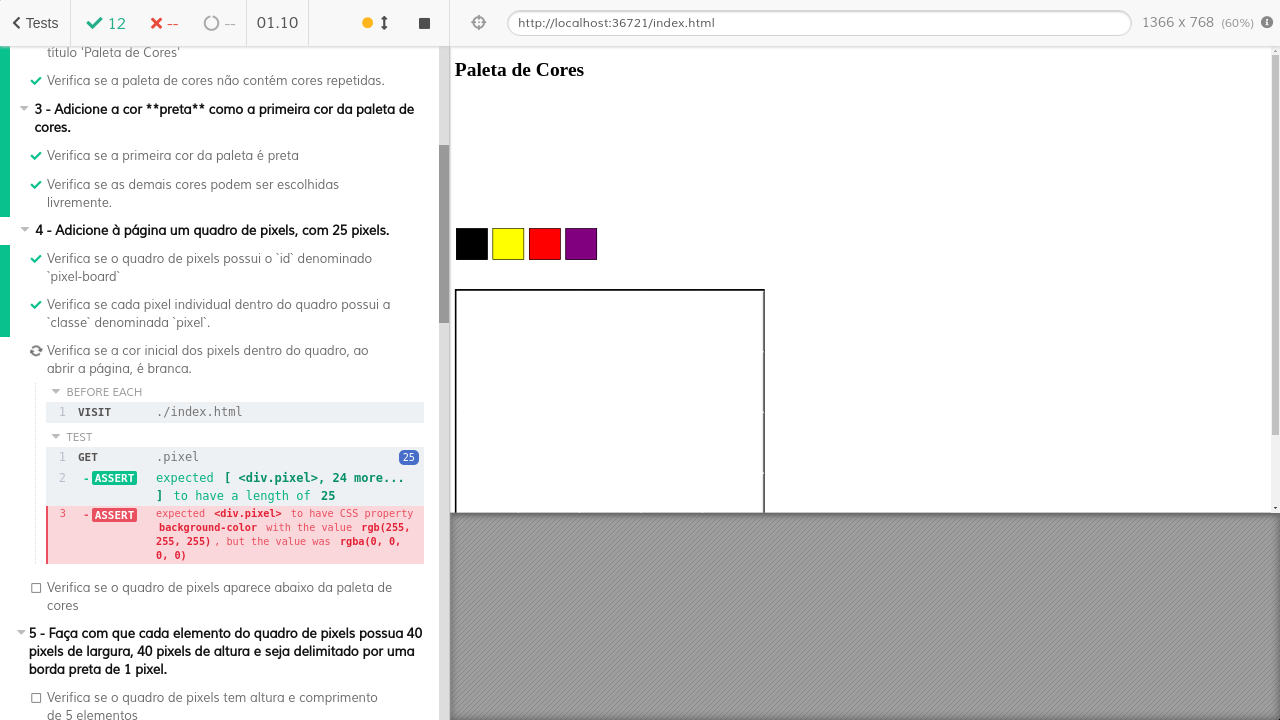 Tests
12
--
--
01.10
http://localhost:36721/index.html
1366 x 768 (60%)
título 'Paleta de Cores'
Verifica se a paleta de cores não contém cores repetidas.
3 - Adicione a cor **preta** como a primeira cor da paleta de
cores.
Verifica se a primeira cor da paleta é preta
Verifica se as demais cores podem ser escolhidas
livremente.
4 - Adicione à página um quadro de pixels, com 25 pixels.
Verifica se o quadro de pixels possui o `id` denominado
`pixel-board`
Verifica se cada pixel individual dentro do quadro possui a
`classe` denominada `pixel`.
Verifica se a cor inicial dos pixels dentro do quadro, ao
abrir a página, é branca.
BEFORE EACH
1 VISIT ./index.html
TEST
1 GET .pixel 25
2 - ASSERT expected [ <div.pixel>, 24 more...
] to have a length of 25
3 - ASSERT expected <div.pixel> to have CSS property
background-color with the value rgb(255,
255, 255) , but the value was rgba(0, 0,
0, 0)
Verifica se o quadro de pixels aparece abaixo da paleta de
cores
5 - Faça com que cada elemento do quadro de pixels possua 40
pixels de largura, 40 pixels de altura e seja delimitado por uma
borda preta de 1 pixel.
Verifica se o quadro de pixels tem altura e comprimento
de 5 elementos
Paleta de Cores